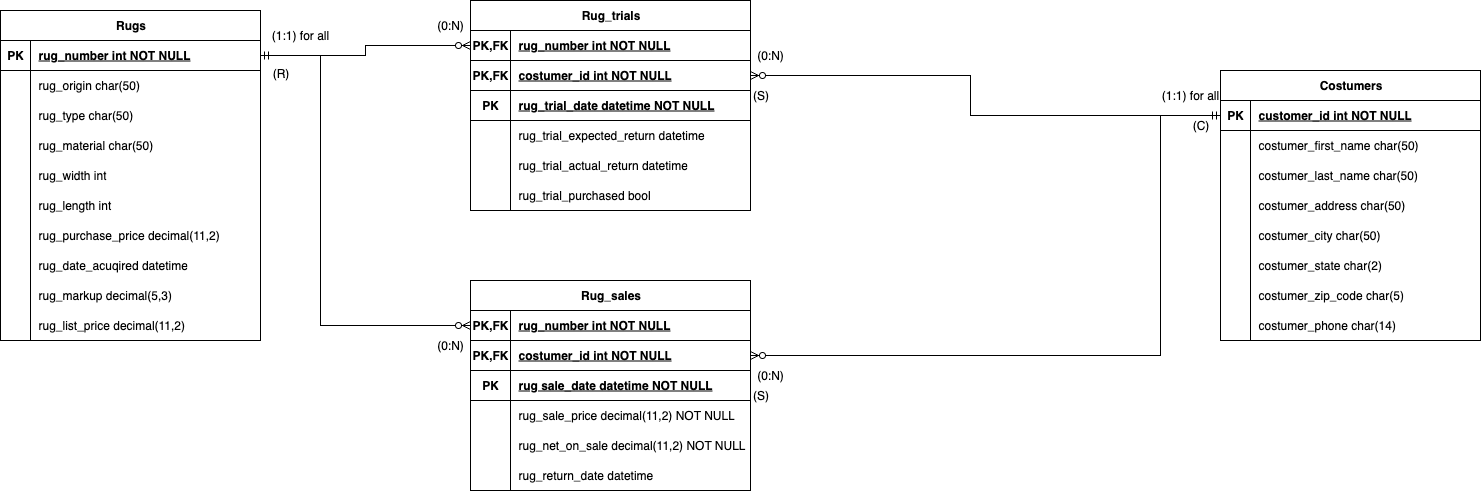 Rugs
PK rug_number int NOT NULL
rug_origin char(50)
rug_type char(50)
rug_material char(50)
rug_width int
rug_length int
rug_purchase_price decimal(11,2)
rug_date_acuqired datetime
rug_markup decimal(5,3)
rug_list_price decimal(11,2)
(1:1) for all
(R)
(0:N)
Rug_trials
PK,FK rug_number int NOT NULL
PK,FK costumer_id int NOT NULL
PK rug_trial_date datetime NOT NULL
rug_trial_expected_return datetime
rug_trial_actual_return datetime
rug_trial_purchased bool
(0:N)
(S)
(0:N)
Rug_sales
PK,FK rug_number int NOT NULL
PK,FK costumer_id int NOT NULL
PK rug sale_date datetime NOT NULL
rug_sale_price decimal(11,2) NOT NULL
rug_net_on_sale decimal(11,2) NOT NULL
rug_return_date datetime
(0:N)
(S)
(1:1) for all
(C)
Costumers
PK customer_id int NOT NULL
costumer_first_name char(50)
costumer_last_name char(50)
costumer_address char(50)
costumer_city char(50)
costumer_state char(2)
costumer_zip_code char(5)
costumer_phone char(14)